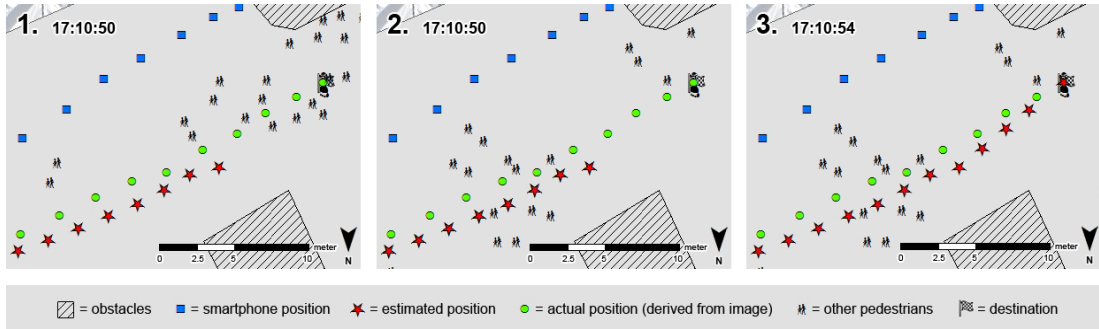 1. 17:10:50
meter
0 2.5 5 10
N
2. 17:10:50
meter
0 2.5 5 10
N
3. 17:10:54
meter
0 2.5 5 10
N
= obstacles = smartphone position = estimated position = actual position (derived from image) = other pedestrians = destination